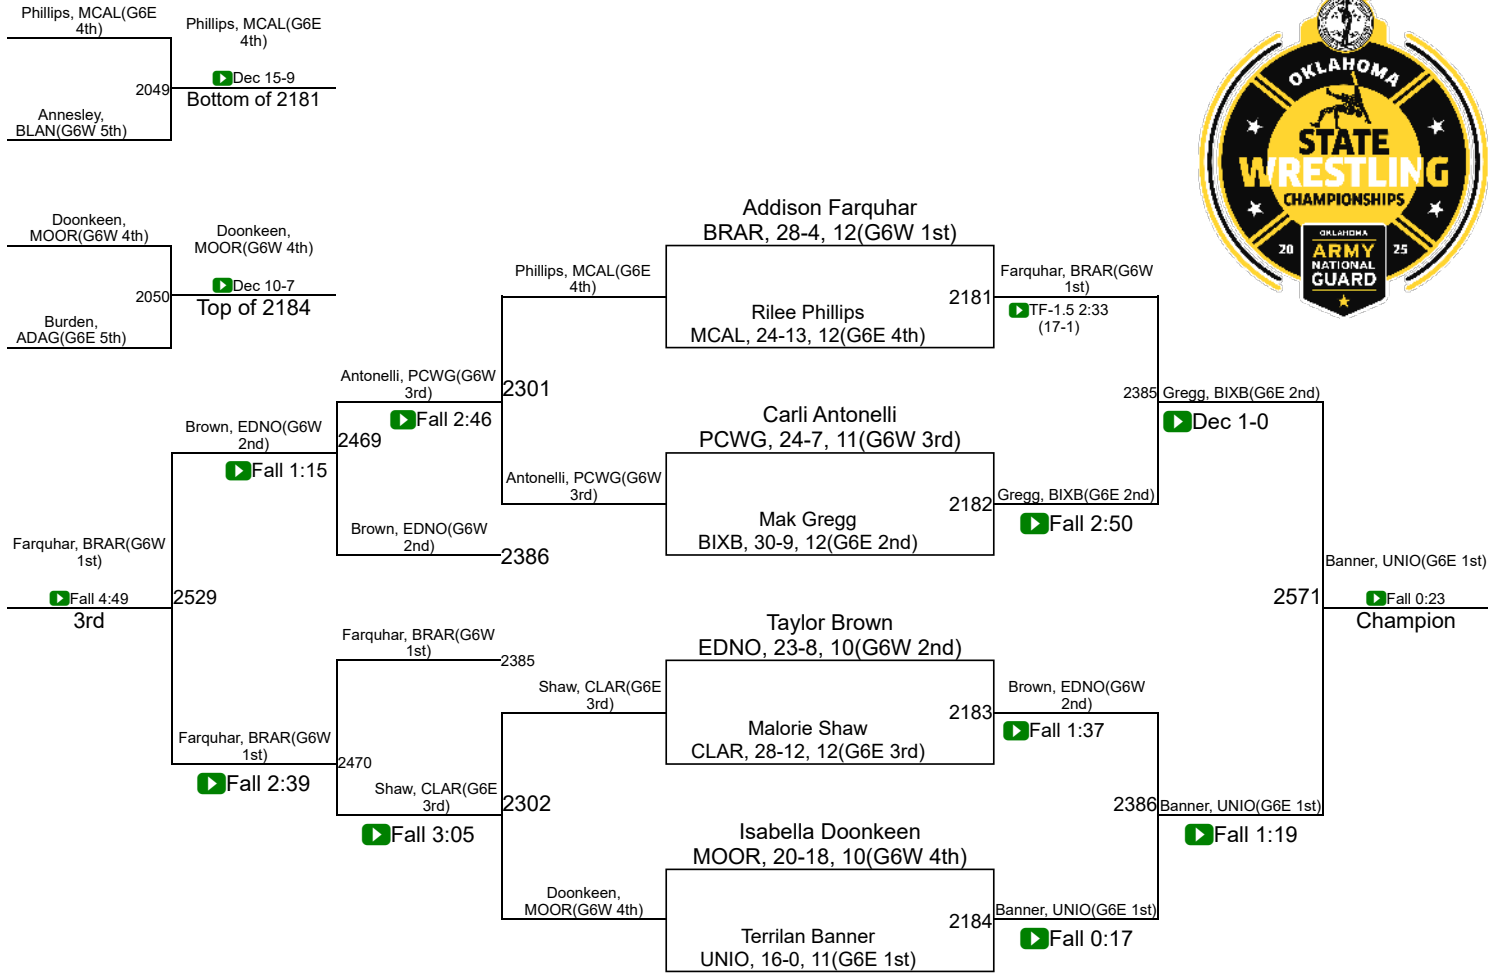 Phillips, MCAL(G6E
4th)
Phillips, MCAL(G6E
4th)
2049
Dec 15-9
Bottom of 2181
Annesley,
BLAN(G6W 5th)
Doonkeen,
MOOR(G6W 4th)
Doonkeen,
MOOR(G6W 4th)
2050
Dec 10-7
Top of 2184
Burden,
ADAG(G6E 5th)
OKLAHOMA
STATE
WRESTLING
CHAMPIONSHIPS
20
25
OKLAHOMA
ARMY
NATIONAL
GUARD
Addison Farquhar
BRAR, 28-4, 12(G6W 1st)
Phillips, MCAL(G6E
4th)
2181
Rilee Phillips
MCAL, 24-13, 12(G6E 4th)
Farquhar, BRAR(G6W
1st)
TF-1.5 2:33
(17-1)
Antonelli, PCWG(G6W
3rd)
Fall 2:46
2301
Carli Antonelli
PCWG, 24-7, 11(G6W 3rd)
2385
Gregg, BIXB(G6E 2nd)
Dec 1-0
Brown, EDNO(G6W
2nd)
Fall 1:15
2469
Antonelli, PCWG(G6W
3rd)
2182
Gregg, BIXB(G6E 2nd)
Fall 2:50
Mak Gregg
BIXB, 30-9, 12(G6E 2nd)
Brown, EDNO(G6W
2nd)
2386
Farquhar, BRAR(G6W
1st)
Fall 4:49
3rd
2529
2571
Banner, UNIO(G6E 1st)
Fall 0:23
Champion
Taylor Brown
EDNO, 23-8, 10(G6W 2nd)
Farquhar, BRAR(G6W
1st)
2385
Shaw, CLAR(G6E
3rd)
2183
Brown, EDNO(G6W
2nd)
Fall 1:37
Malorie Shaw
CLAR, 28-12, 12(G6E 3rd)
Farquhar, BRAR(G6W
1st)
Fall 2:39
2470
Shaw, CLAR(G6E
3rd)
Fall 3:05
2302
2386
Banner, UNIO(G6E 1st)
Fall 1:19
Isabella Doonkeen
MOOR, 20-18, 10(G6W 4th)
Doonkeen,
MOOR(G6W 4th)
2184
Banner, UNIO(G6E 1st)
Fall 0:17
Terrilan Banner
UNIO, 16-0, 11(G6E 1st)